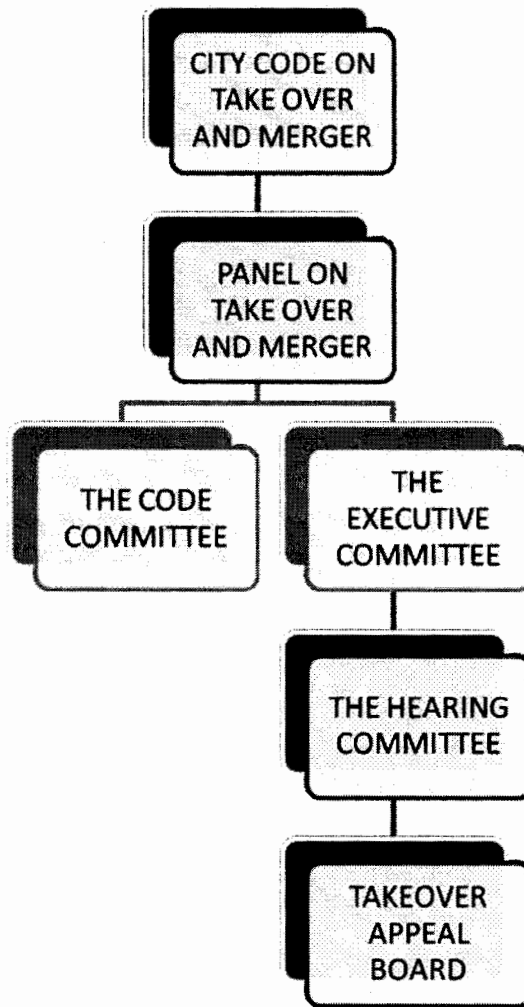 CITY CODE ON
TAKE OVER
AND MERGER
PANEL ON
TAKE OVER
AND MERGER
THE CODE
COMMITTEE
THE
EXECUTIVE
COMMITTEE
THE HEARING
COMMITTEE
TAKEOVER
APPEAL
BOARD